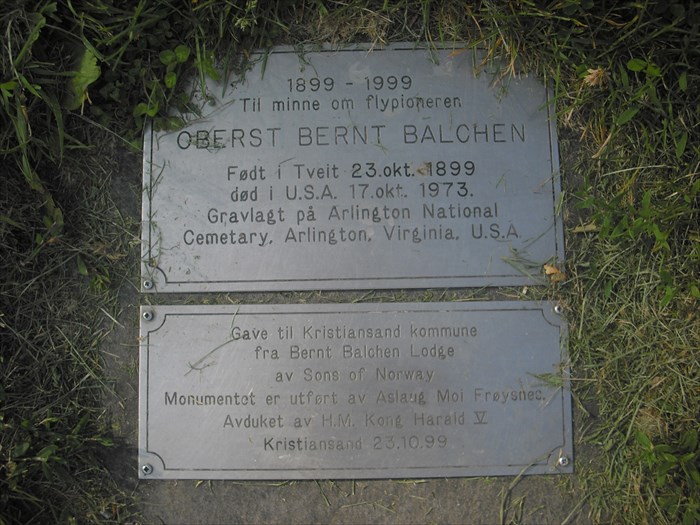 1899 - 1999
Til minne om flypioneren
OBERST BERNT BALCHEN
Født i Tveit 23.okt. 1899
død i U.S.A. 17.okt. 1973.
Gravlagt på Arlington National
Cemetary, Arlington, Virginia, U.S.A.
Gave til Kristiansand kommune
fra Bernt Balchen Lodge
av Sons of Norway
Monumentet er utført av Aslaug Moi Frøysnes.
Avduket av H.M. Kong Harald V
Kristiansand 23.10.99